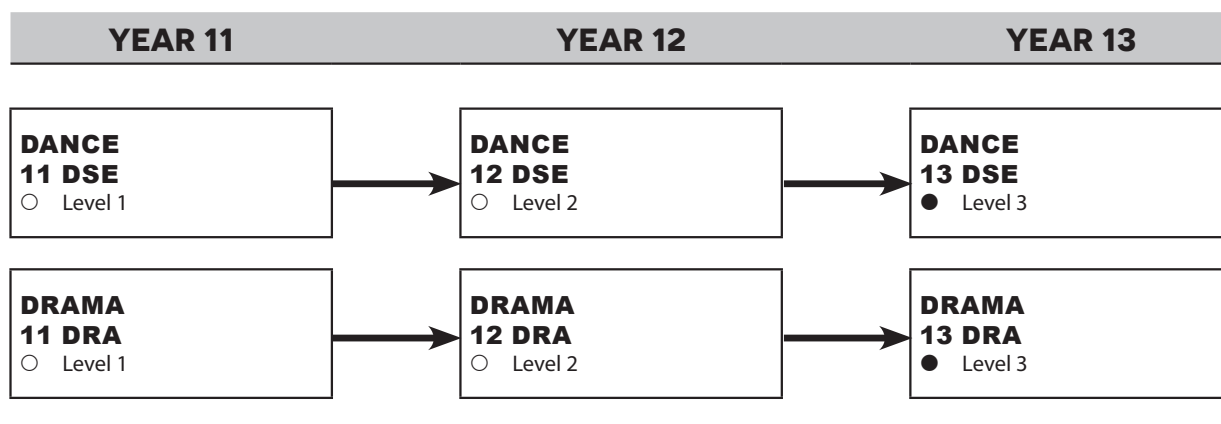 YEAR 11 YEAR 12 YEAR 13
DANCE
11 DSE
○ Level 1
DANCE
12 DSE
○ Level 2
DANCE
13 DSE
● Level 3
DRAMA
11 DRA
○ Level 1
DRAMA
12 DRA
○ Level 2
DRAMA
13 DRA
● Level 3